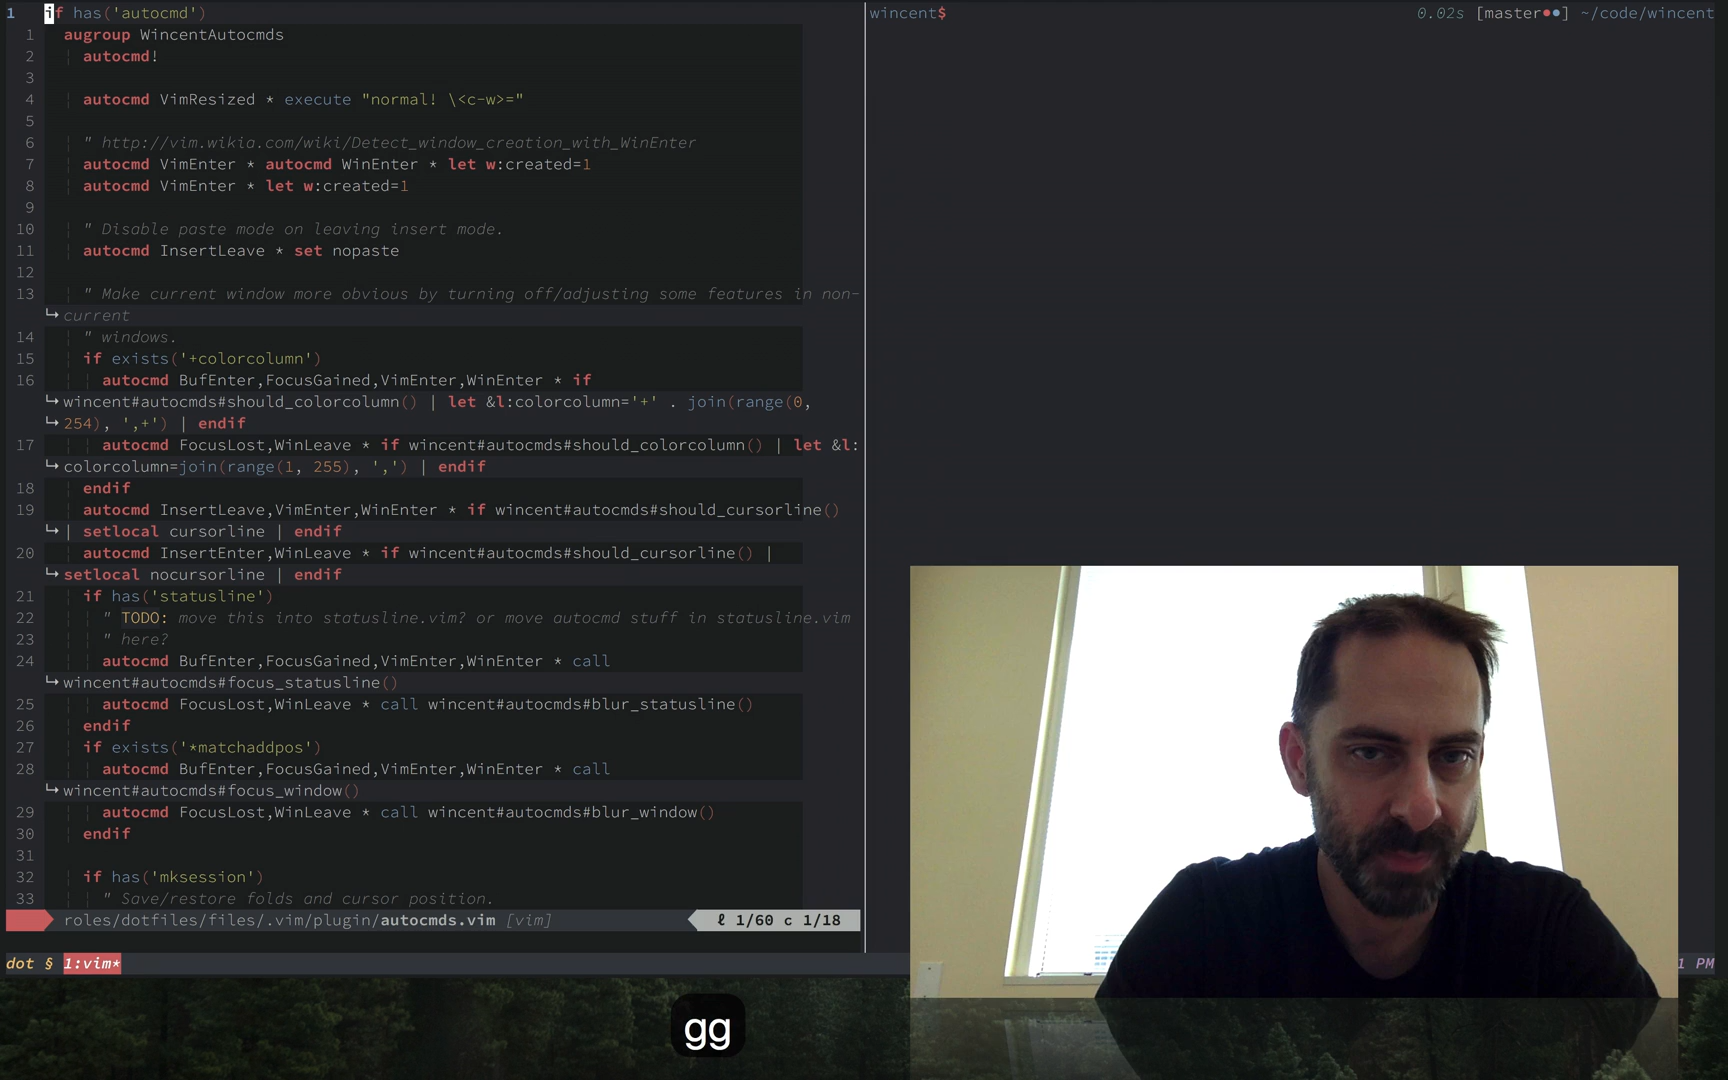 1 if has('autocmd')
1 augroup WincentAutocmds
2 autocmd!
3
4 autocmd VimResized * execute "normal! \<c-w>="
5
6 " http://vim.wikia.com/wiki/Detect_window_creation_with_WinEnter
7 autocmd VimEnter * autocmd WinEnter * let w:created=1
8 autocmd VimEnter * let w:created=1
9
10 " Disable paste mode on leaving insert mode.
11 autocmd InsertLeave * set nopaste
12
13 " Make current window more obvious by turning off/adjusting some features in non-
↪current
14 " windows.
15 if exists('+colorcolumn')
16 autocmd BufEnter,FocusGained,VimEnter,WinEnter * if
↪wincent#autocmds#should_colorcolumn() | let &l:colorcolumn='+' . join(range(0,
↪254), ',+') | endif
17 autocmd FocusLost,WinLeave * if wincent#autocmds#should_colorcolumn() | let &l:
↪colorcolumn=join(range(1, 255), ',') | endif
18 endif
19 autocmd InsertLeave,VimEnter,WinEnter * if wincent#autocmds#should_cursorline()
↪| setlocal cursorline | endif
20 autocmd InsertEnter,WinLeave * if wincent#autocmds#should_cursorline() |
↪setlocal nocursorline | endif
21 if has('statusline')
22 " TODO: move this into statusline.vim? or move autocmd stuff in statusline.vim
23 " here?
24 autocmd BufEnter,FocusGained,VimEnter,WinEnter * call
↪wincent#autocmds#focus_statusline()
25 autocmd FocusLost,WinLeave * call wincent#autocmds#blur_statusline()
26 endif
27 if exists('*matchaddpos')
28 autocmd BufEnter,FocusGained,VimEnter,WinEnter * call
↪wincent#autocmds#focus_window()
29 autocmd FocusLost,WinLeave * call wincent#autocmds#blur_window()
30 endif
31
32 if has('mksession')
33 " Save/restore folds and cursor position.
roles/dotfiles/files/.vim/plugin/autocmds.vim [vim] ℓ 1/60 c 1/18
dot § 1:vim*
wincent$ 0.02s [master●●] ~/code/wincent
PM
gg